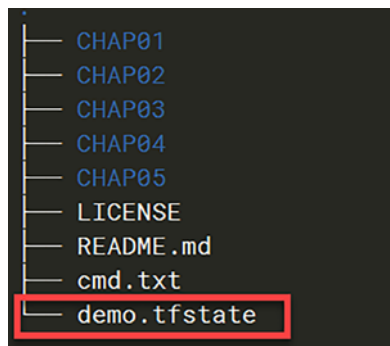 .
├── CHAP01
├── CHAP02
├── CHAP03
├── CHAP04
├── CHAP05
├── LICENSE
├── README.md
├── cmd.txt
└── demo.tfstate